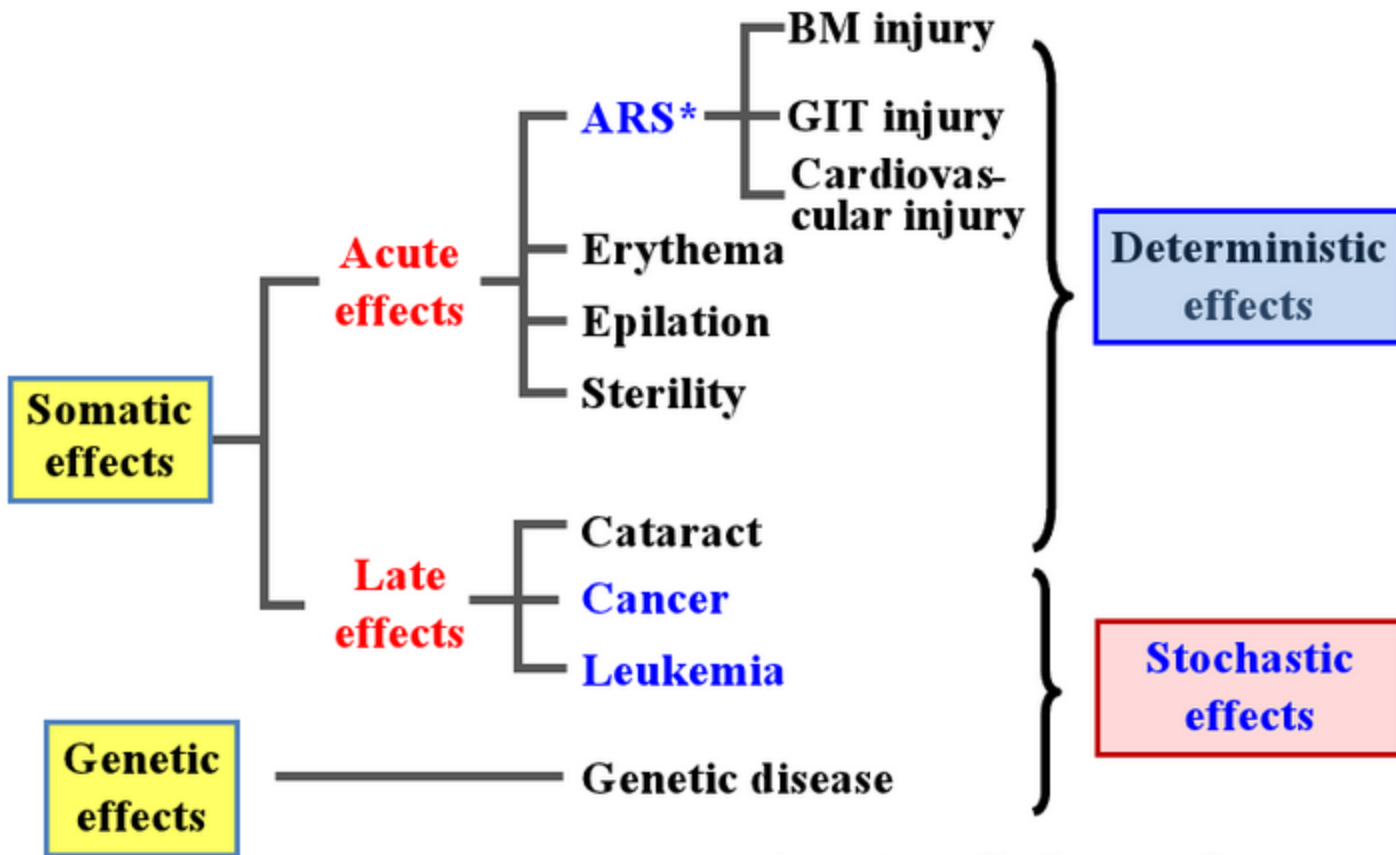 BM injury
ARS*
GIT injury
Cardiovas-
cular injury
Acute
effects
Erythema
Epilation
Sterility
Deterministic
effects
Somatic
effects
Late
effects
Cataract
Cancer
Leukemia
Stochastic
effects
Genetic
effects
Genetic disease